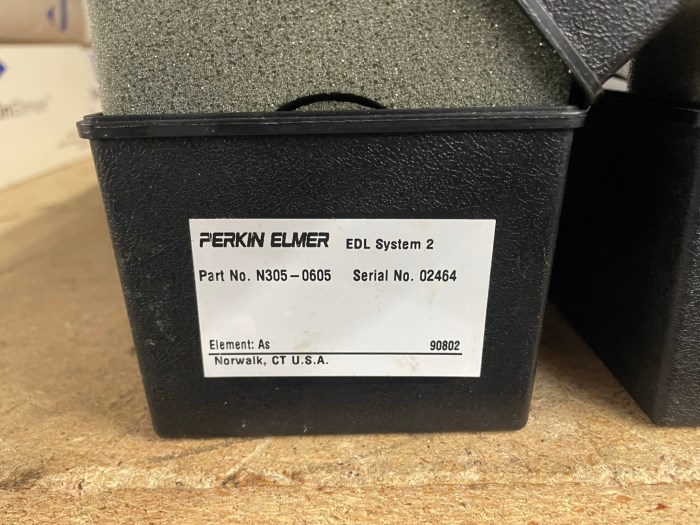 PERKIN ELMER EDL System 2
Part No. N305-0605 Serial No. 02464
Element: As 90802
Norwalk, CT U.S.A.